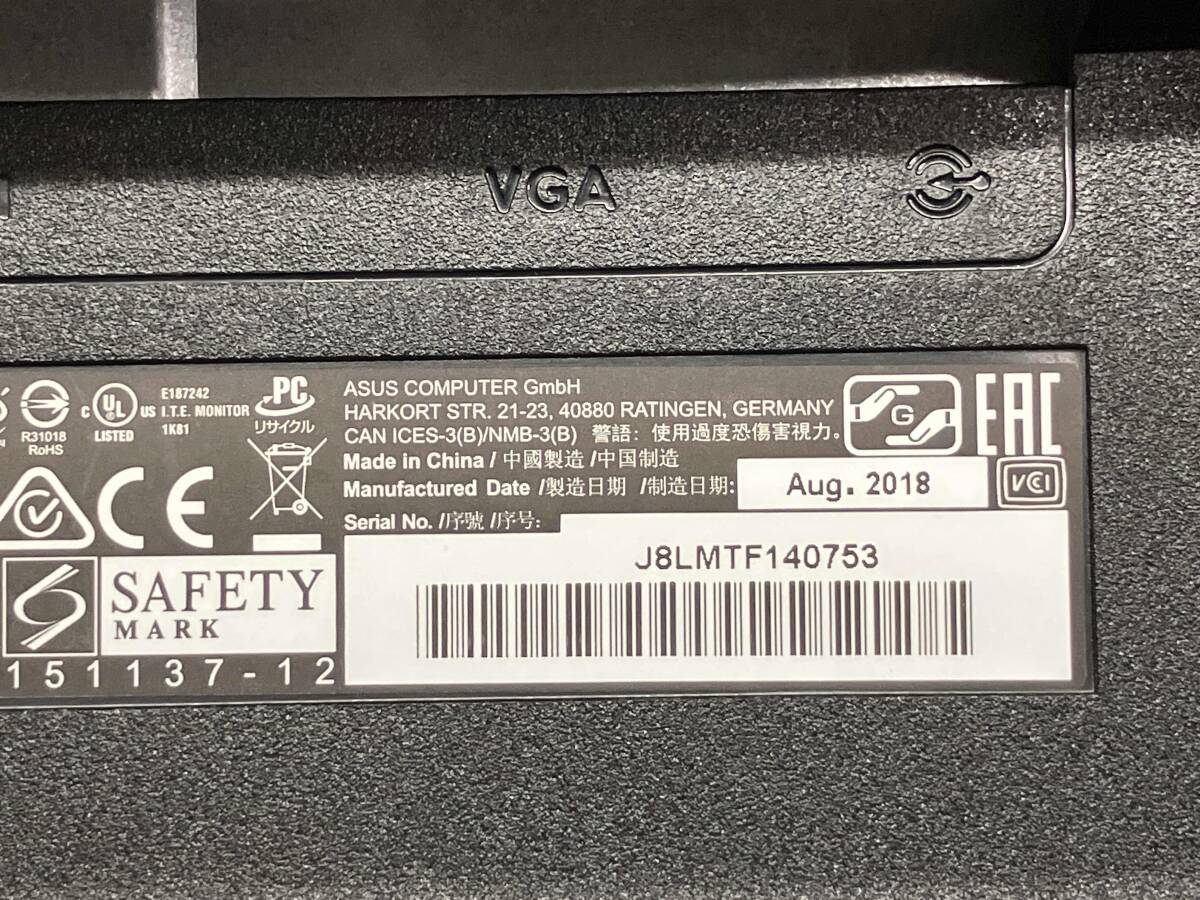 VGA
R31018
RoHS
C UL US
LISTED
E187242
I.T.E. MONITOR
1K81
PC
リサイクル
ASUS COMPUTER GmbH
HARKORT STR. 21-23, 40880 RATINGEN, GERMANY
CAN ICES-3(B)/NMB-3(B) 警語: 使用過度恐傷害視力。
Made in China / 中國製造 /中国制造
Manufactured Date /製造日期 /制造日期: Aug. 2018
Serial No. /序號 /序号:
J8LMTF140753
G
EAC
VCCI
CE
SAFETY
MARK
151137-12